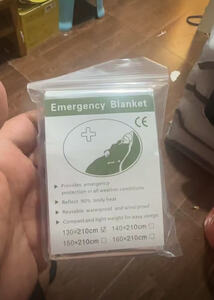 Emergency Blanket
CE
▸ Provides emergency
protection in all weather conditions
▸ Reflect 90% body heat
▸ Reusable waterproof and windproof
▸ Compact and light weight for easy storage
130×210cm ☑ 140×210cm ☐
150×210cm ☐ 160×210cm ☐